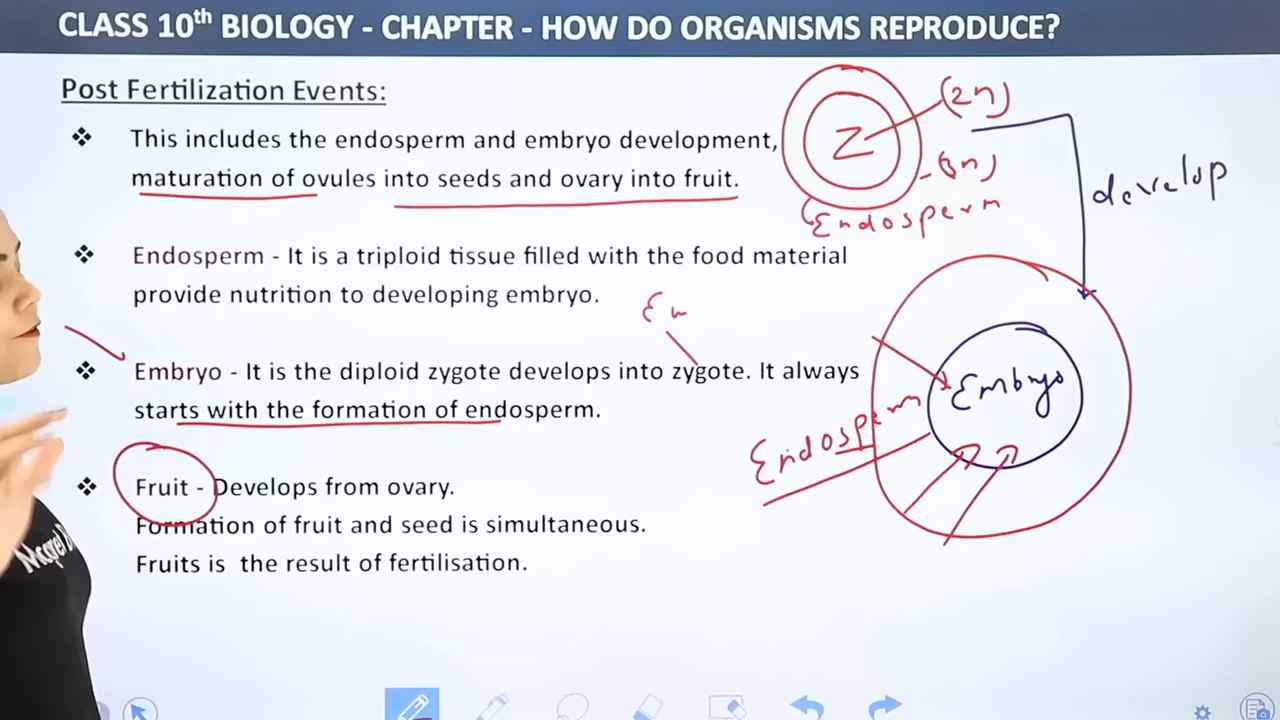 CLASS 10th BIOLOGY - CHAPTER - HOW DO ORGANISMS REPRODUCE?
Post Fertilization Events:
❖ This includes the endosperm and embryo development,
maturation of ovules into seeds and ovary into fruit.
❖ Endosperm - It is a triploid tissue filled with the food material
provide nutrition to developing embryo.
❖ Embryo - It is the diploid zygote develops into zygote. It always
starts with the formation of endosperm.
❖ Fruit - Develops from ovary.
Formation of fruit and seed is simultaneous.
Fruits is the result of fertilisation.
Z
(2n)
(3n)
Endosperm
develop
Em
Embryo
Endosperm